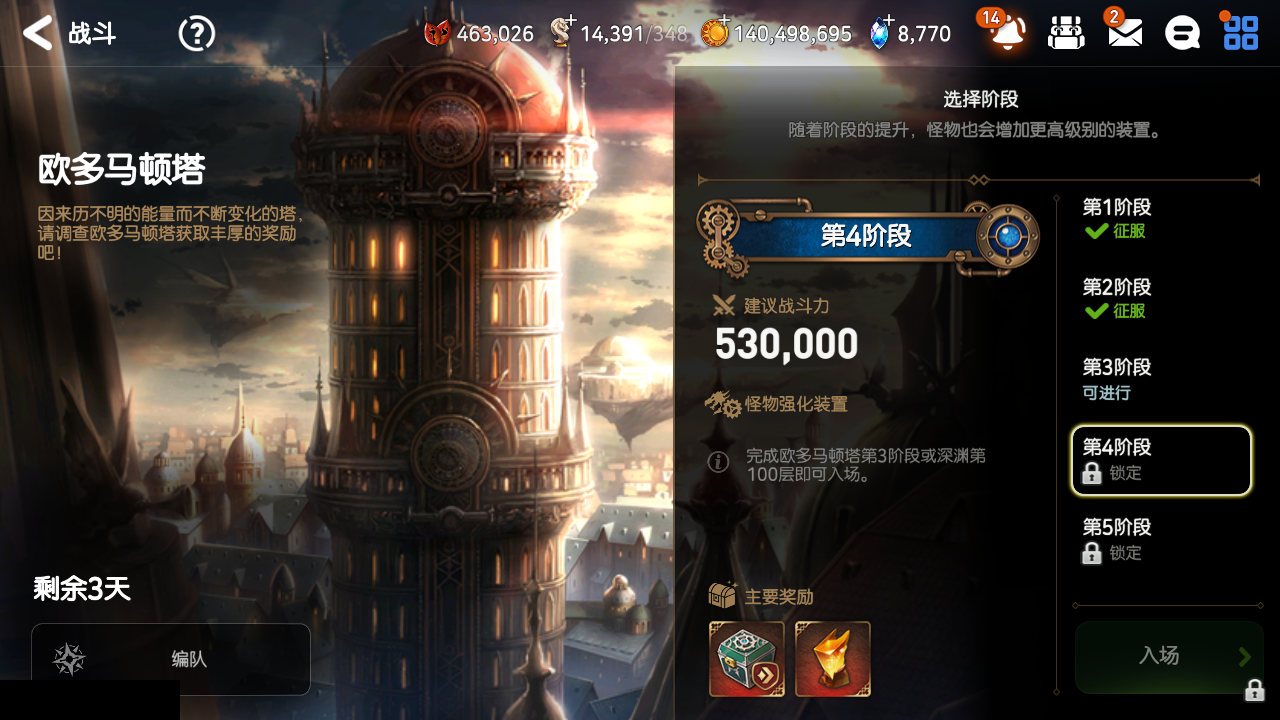 战斗
463,026
14,391/348
140,498,695
8,770
14
2
欧多马顿塔
因来历不明的能量而不断变化的塔，
请调查欧多马顿塔获取丰厚的奖励
吧！
剩余3天
编队
选择阶段
随着阶段的提升，怪物也会增加更高级别的装置。
第4阶段
建议战斗力
530,000
怪物强化装置
完成欧多马顿塔第3阶段或深渊第
100层即可入场。
主要奖励
第1阶段
征服
第2阶段
征服
第3阶段
可进行
第4阶段
锁定
第5阶段
锁定
入场